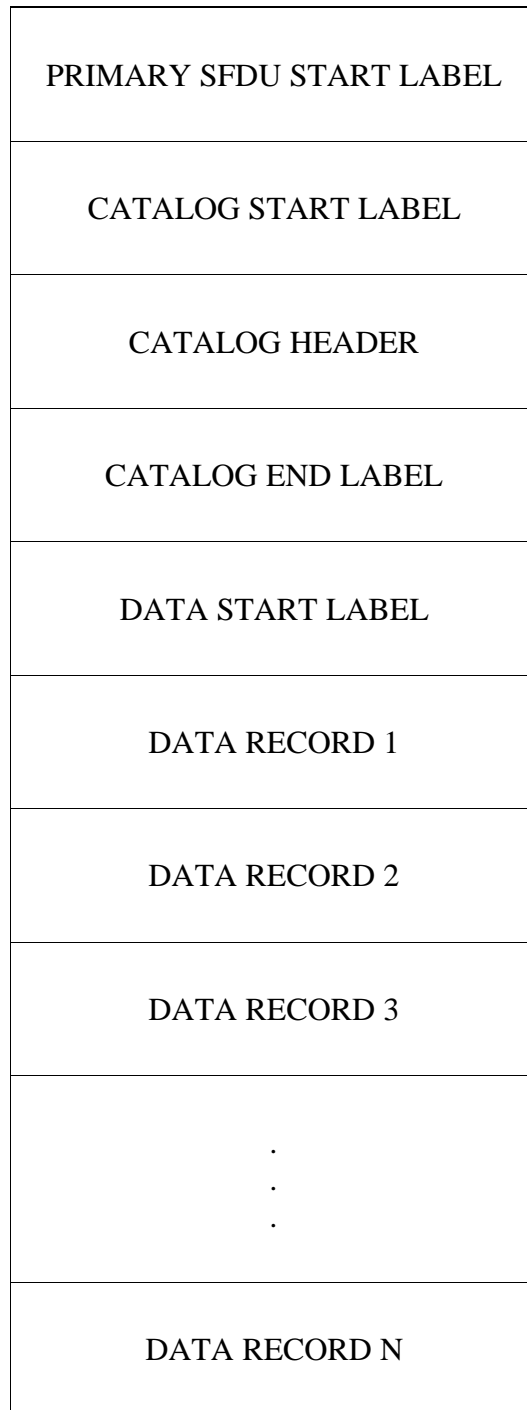 PRIMARY SFDU START LABEL
CATALOG START LABEL
CATALOG HEADER
CATALOG END LABEL
DATA START LABEL
DATA RECORD 1
DATA RECORD 2
DATA RECORD 3
.
.
.
DATA RECORD N